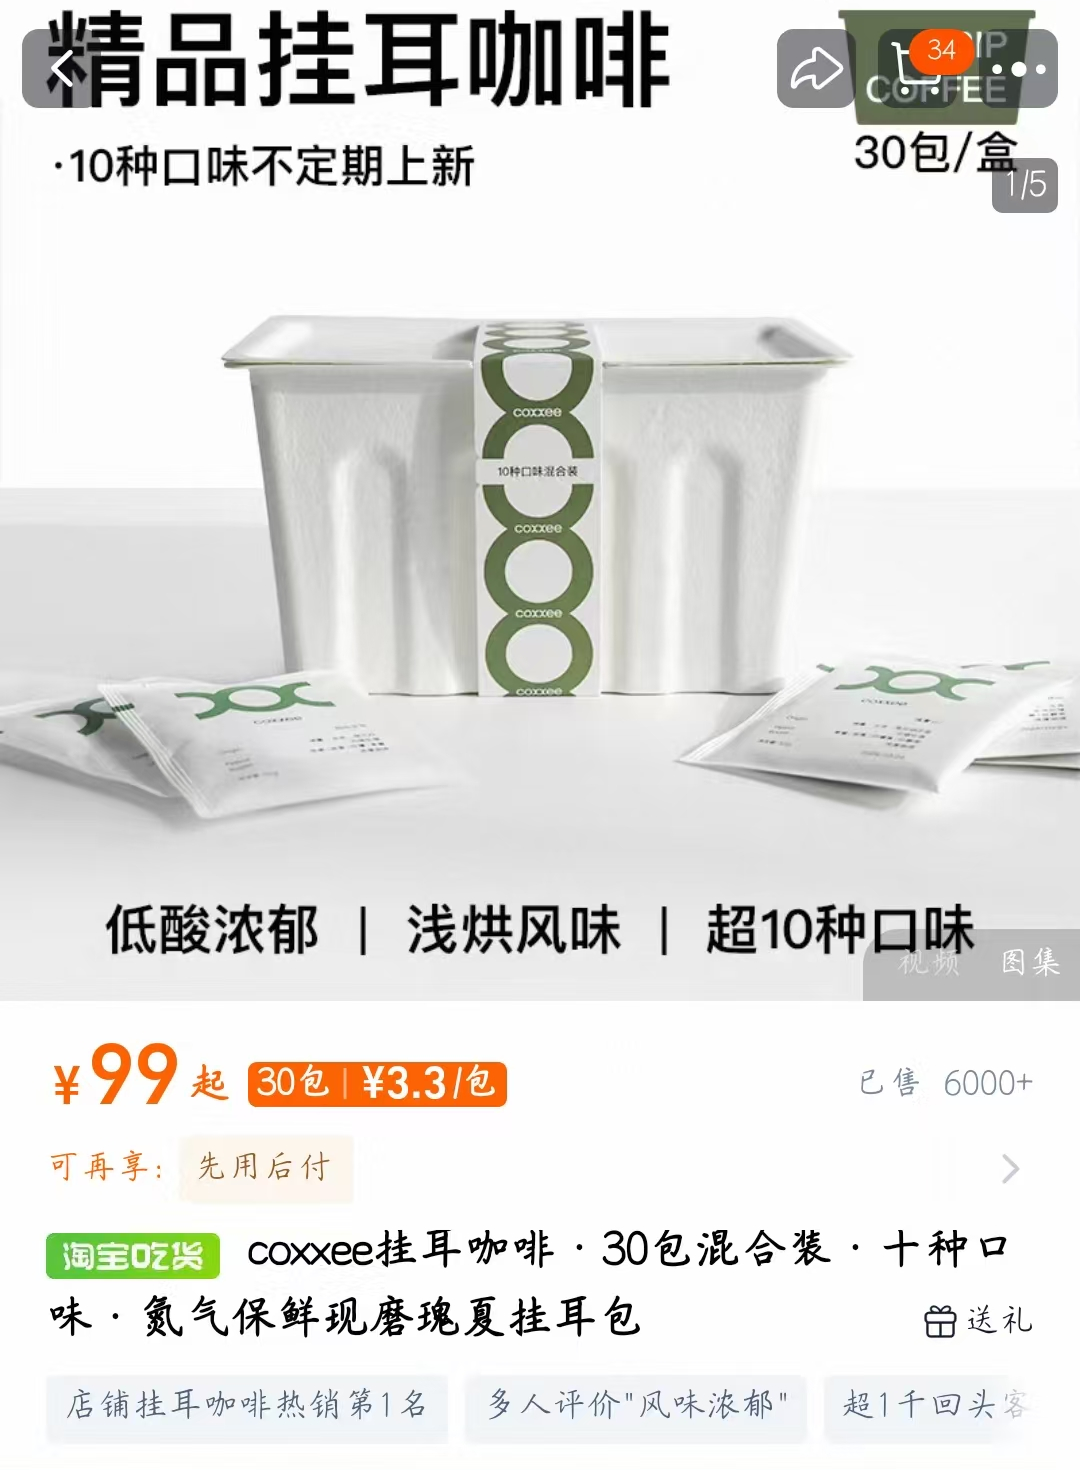 精品挂耳咖啡
·10种口味不定期上新
34
COFFEE
30包/盒
1/5
coxxee
10种口味混合装
coxxee
coxxee
coxxee
coxxee
coxxee
低酸浓郁 | 浅烘风味 | 超10种口味
视频 图集
¥99起 30包 | ¥3.3/包
已售 6000+
可再享: 先用后付
淘宝吃货 coxxee挂耳咖啡·30包混合装·十种口
味·氮气保鲜现磨瑰夏挂耳包
送礼
店铺挂耳咖啡热销第1名 多人评价"风味浓郁" 超1千回头客